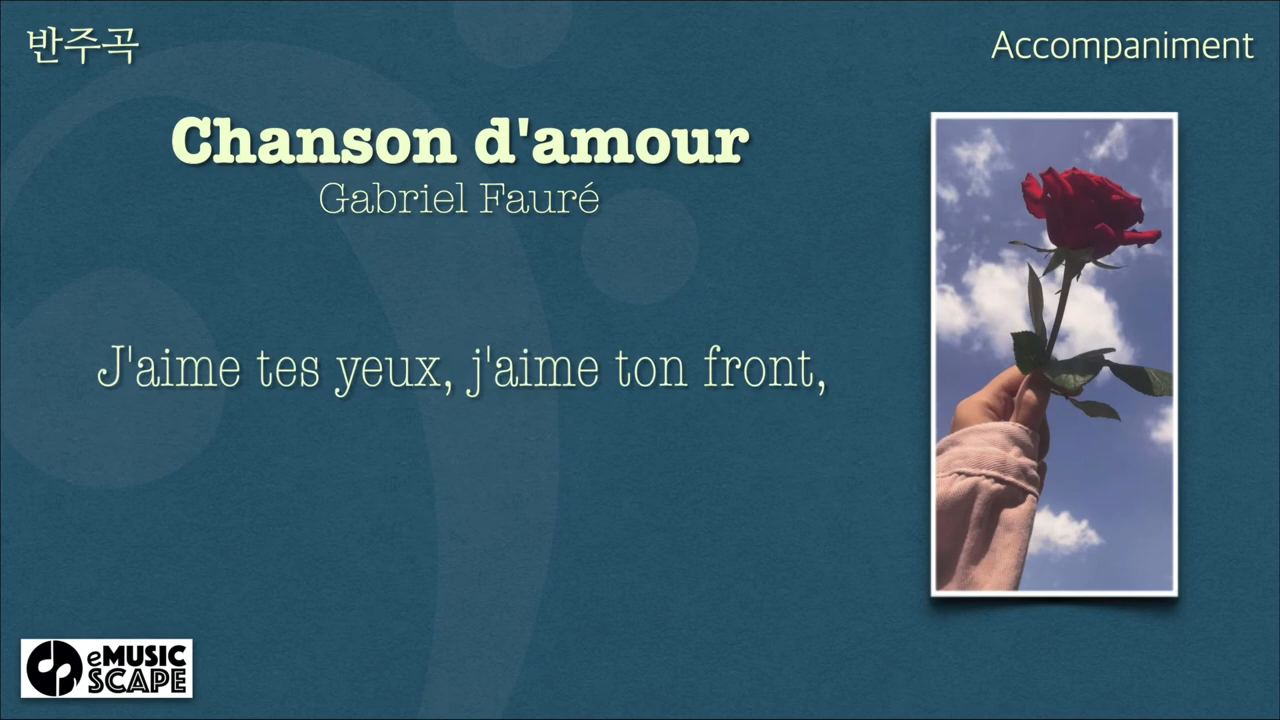 반주곡
Accompaniment
Chanson d'amour
Gabriel Fauré
J'aime tes yeux, j'aime ton front,
eMUSIC
SCAPE